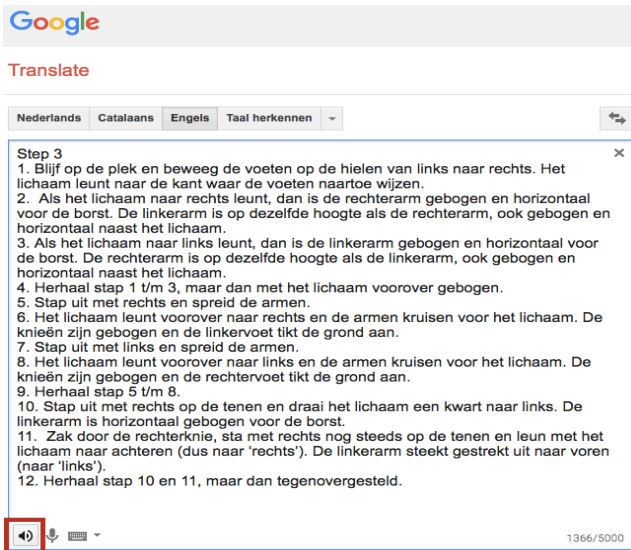 Google
Translate
Nederlands Catalaans Engels Taal herkennen
Step 3
1. Blijf op de plek en beweeg de voeten op de hielen van links naar rechts. Het
lichaam leunt naar de kant waar de voeten naartoe wijzen.
2.  Als het lichaam naar rechts leunt, dan is de rechterarm gebogen en horizontaal
voor de borst. De linkerarm is op dezelfde hoogte als de rechterarm, ook gebogen en
horizontaal naast het lichaam.
3. Als het lichaam naar links leunt, dan is de linkerarm gebogen en horizontaal voor
de borst. De rechterarm is op dezelfde hoogte als de linkerarm, ook gebogen en
horizontaal naast het lichaam.
4. Herhaal stap 1 t/m 3, maar dan met het lichaam voorover gebogen.
5. Stap uit met rechts en spreid de armen.
6. Het lichaam leunt voorover naar rechts en de armen kruisen voor het lichaam. De
knieën zijn gebogen en de linkervoet tikt de grond aan.
7. Stap uit met links en spreid de armen.
8. Het lichaam leunt voorover naar links en de armen kruisen voor het lichaam. De
knieën zijn gebogen en de rechtervoet tikt de grond aan.
9. Herhaal stap 5 t/m 8.
10. Stap uit met rechts op de tenen en draai het lichaam een kwart naar links. De
linkerarm is horizontaal gebogen voor de borst.
11.  Zak door de rechterknie, sta met rechts nog steeds op de tenen en leun met het
lichaam naar achteren (dus naar ‘rechts’). De linkerarm steekt gestrekt uit naar voren
(naar ‘links’).
12. Herhaal stap 10 en 11, maar dan tegenovergesteld.
1366/5000